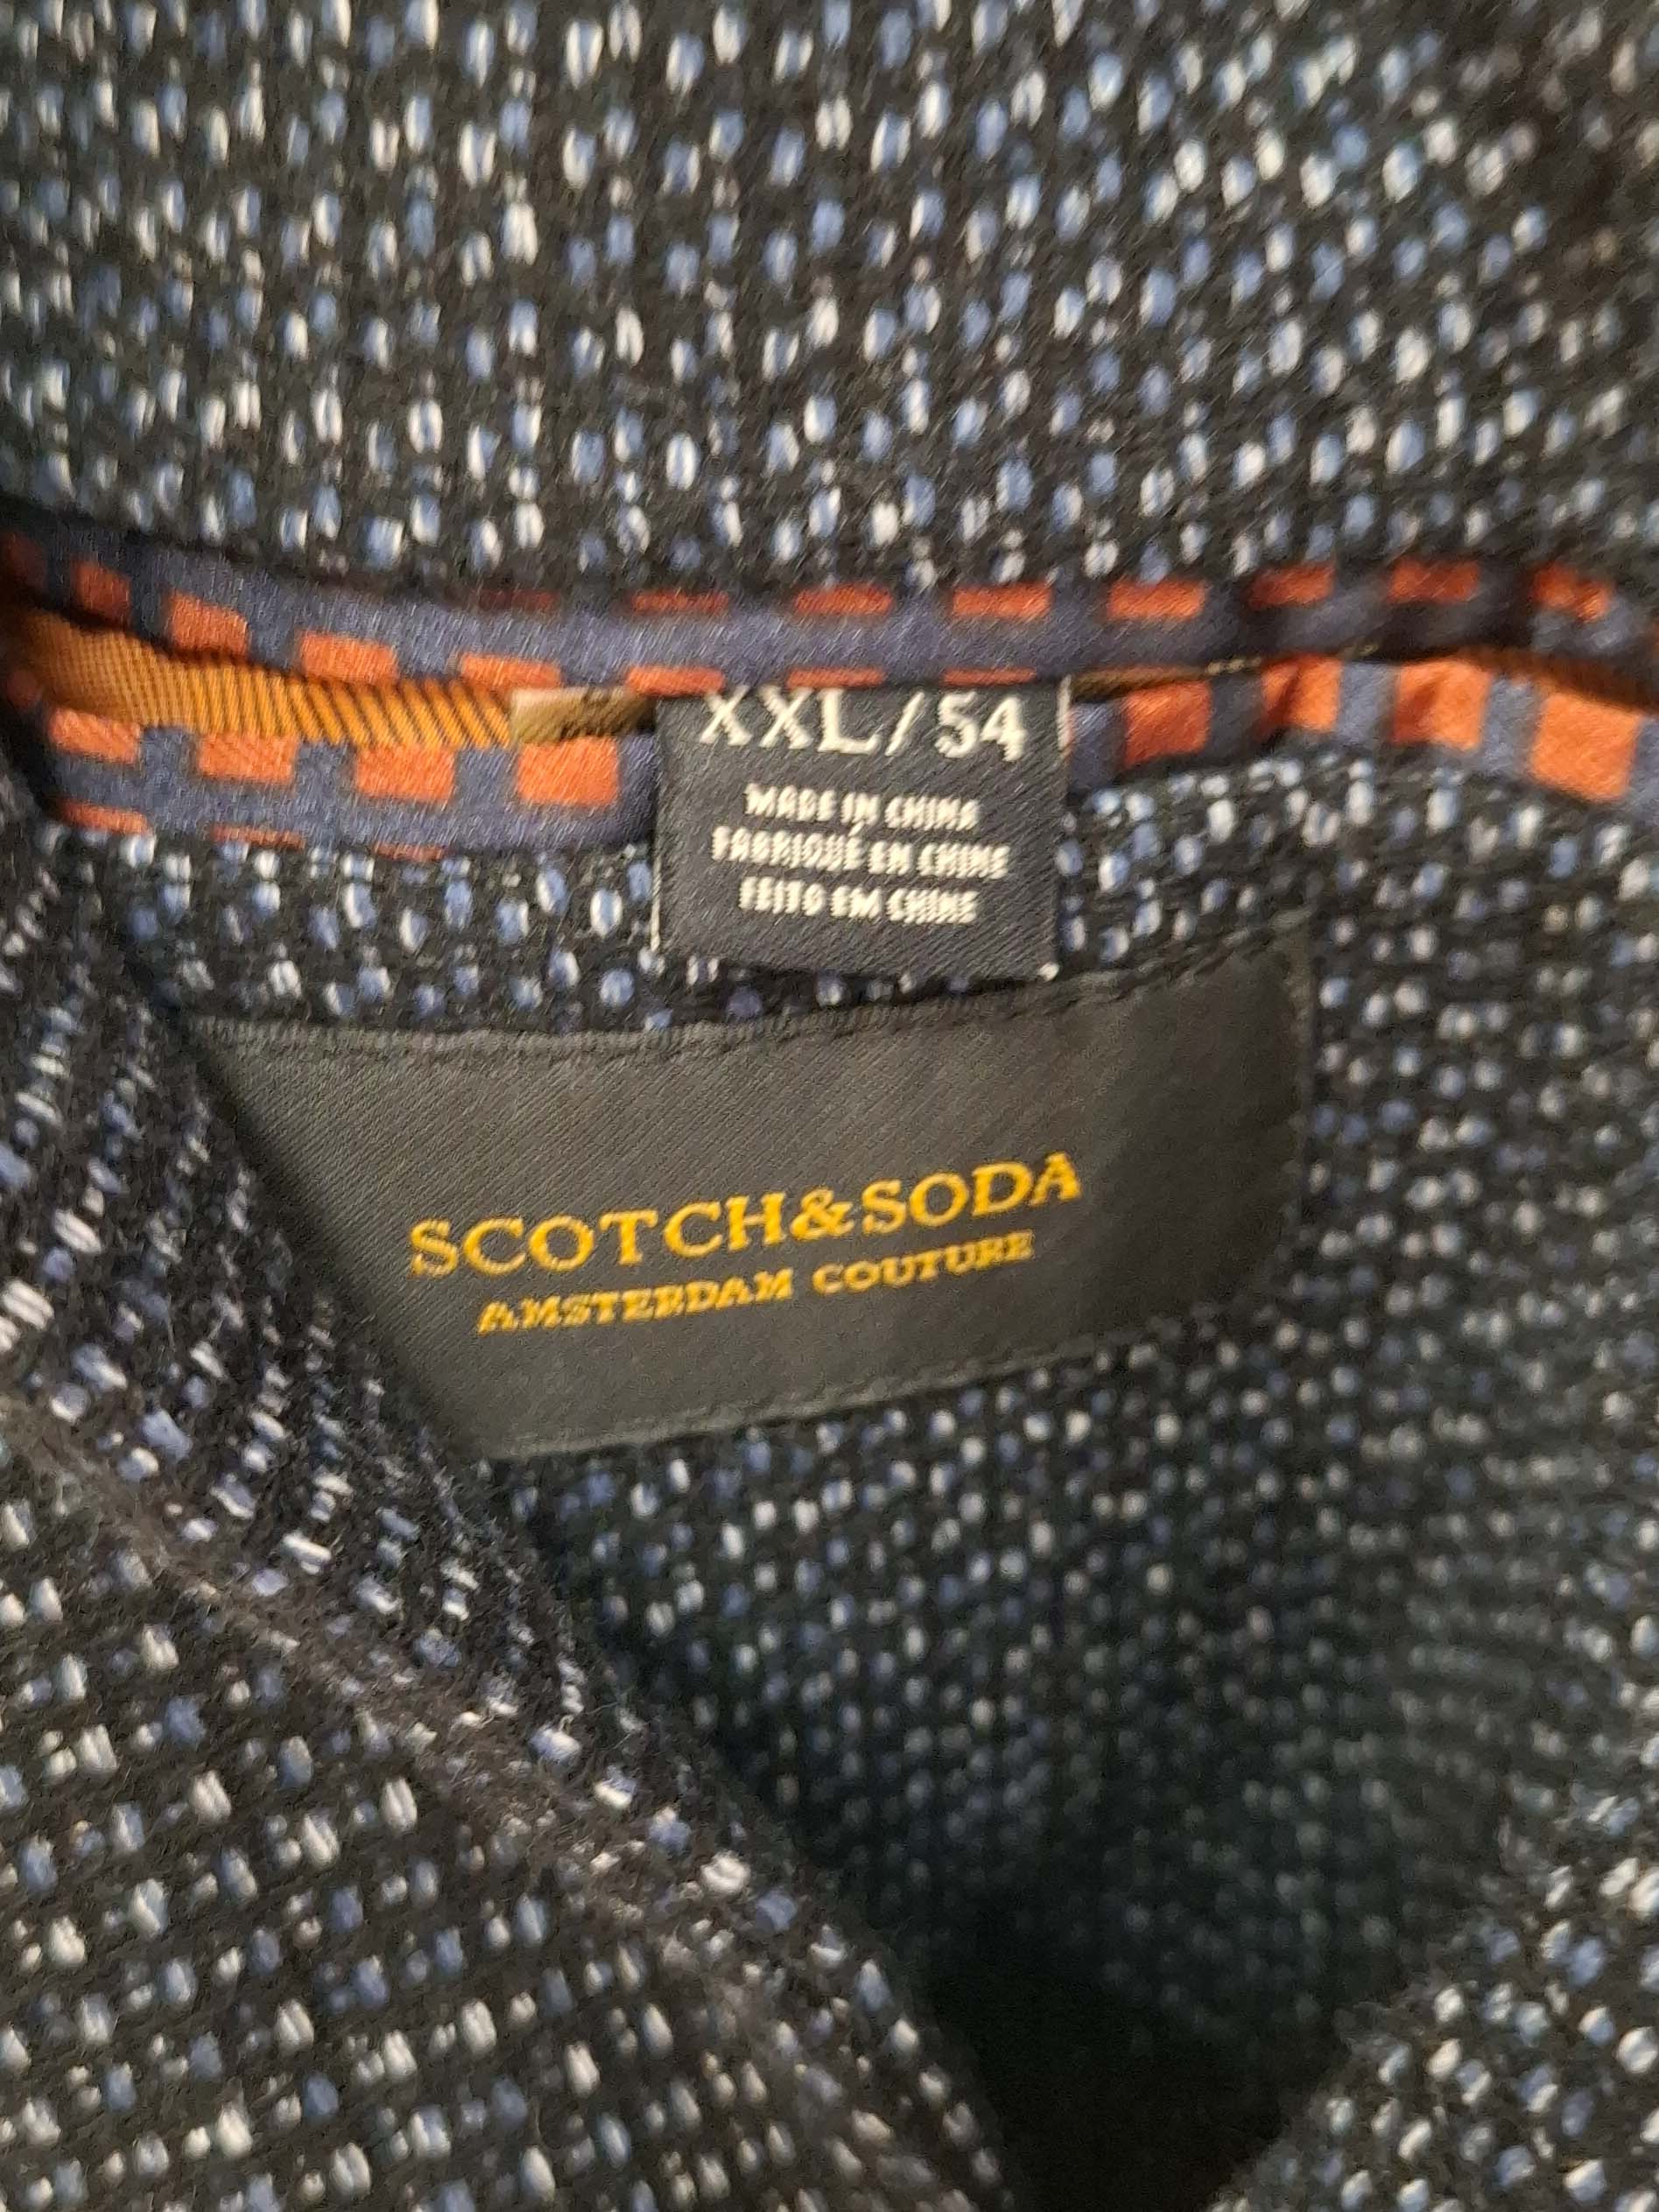 XXL/54
MADE IN CHINA
FABRIQUÉ EN CHINE
FEITO EM CHINE
SCOTCH&SODA
AMSTERDAM COUTURE